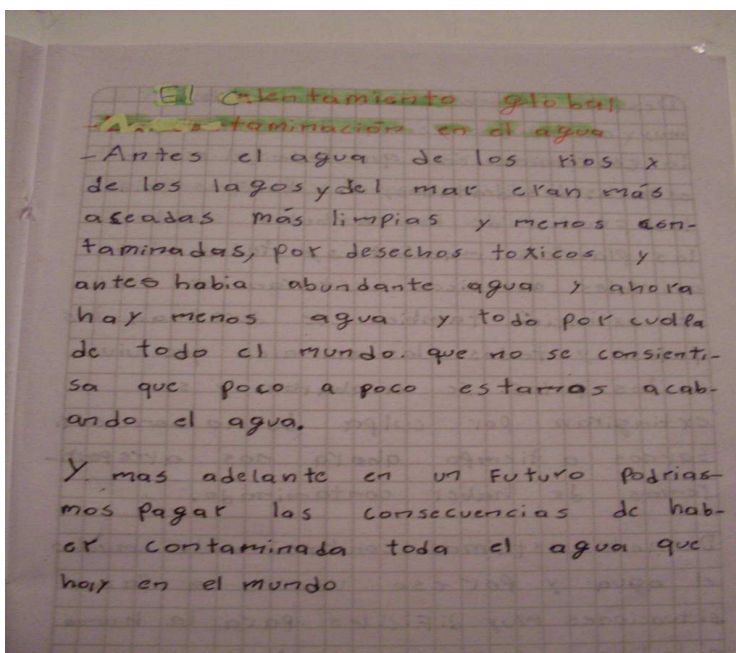 El calentamiento global
taminación en el agua
- Antes el agua de los rios y
de los lagos y del mar eran más
aseadas más limpias y menos con-
taminadas, por desechos toxicos y
antes habia abundante agua y ahora
hay menos agua y todo por culpa
de todo el mundo. que no se consienti-
sa que poco a poco estamos acab-
ando el agua.
Y mas adelante en un Futuro Podrias-
mos Pagar las consecuencias de hab-
er contaminada toda el agua que
hay en el mundo